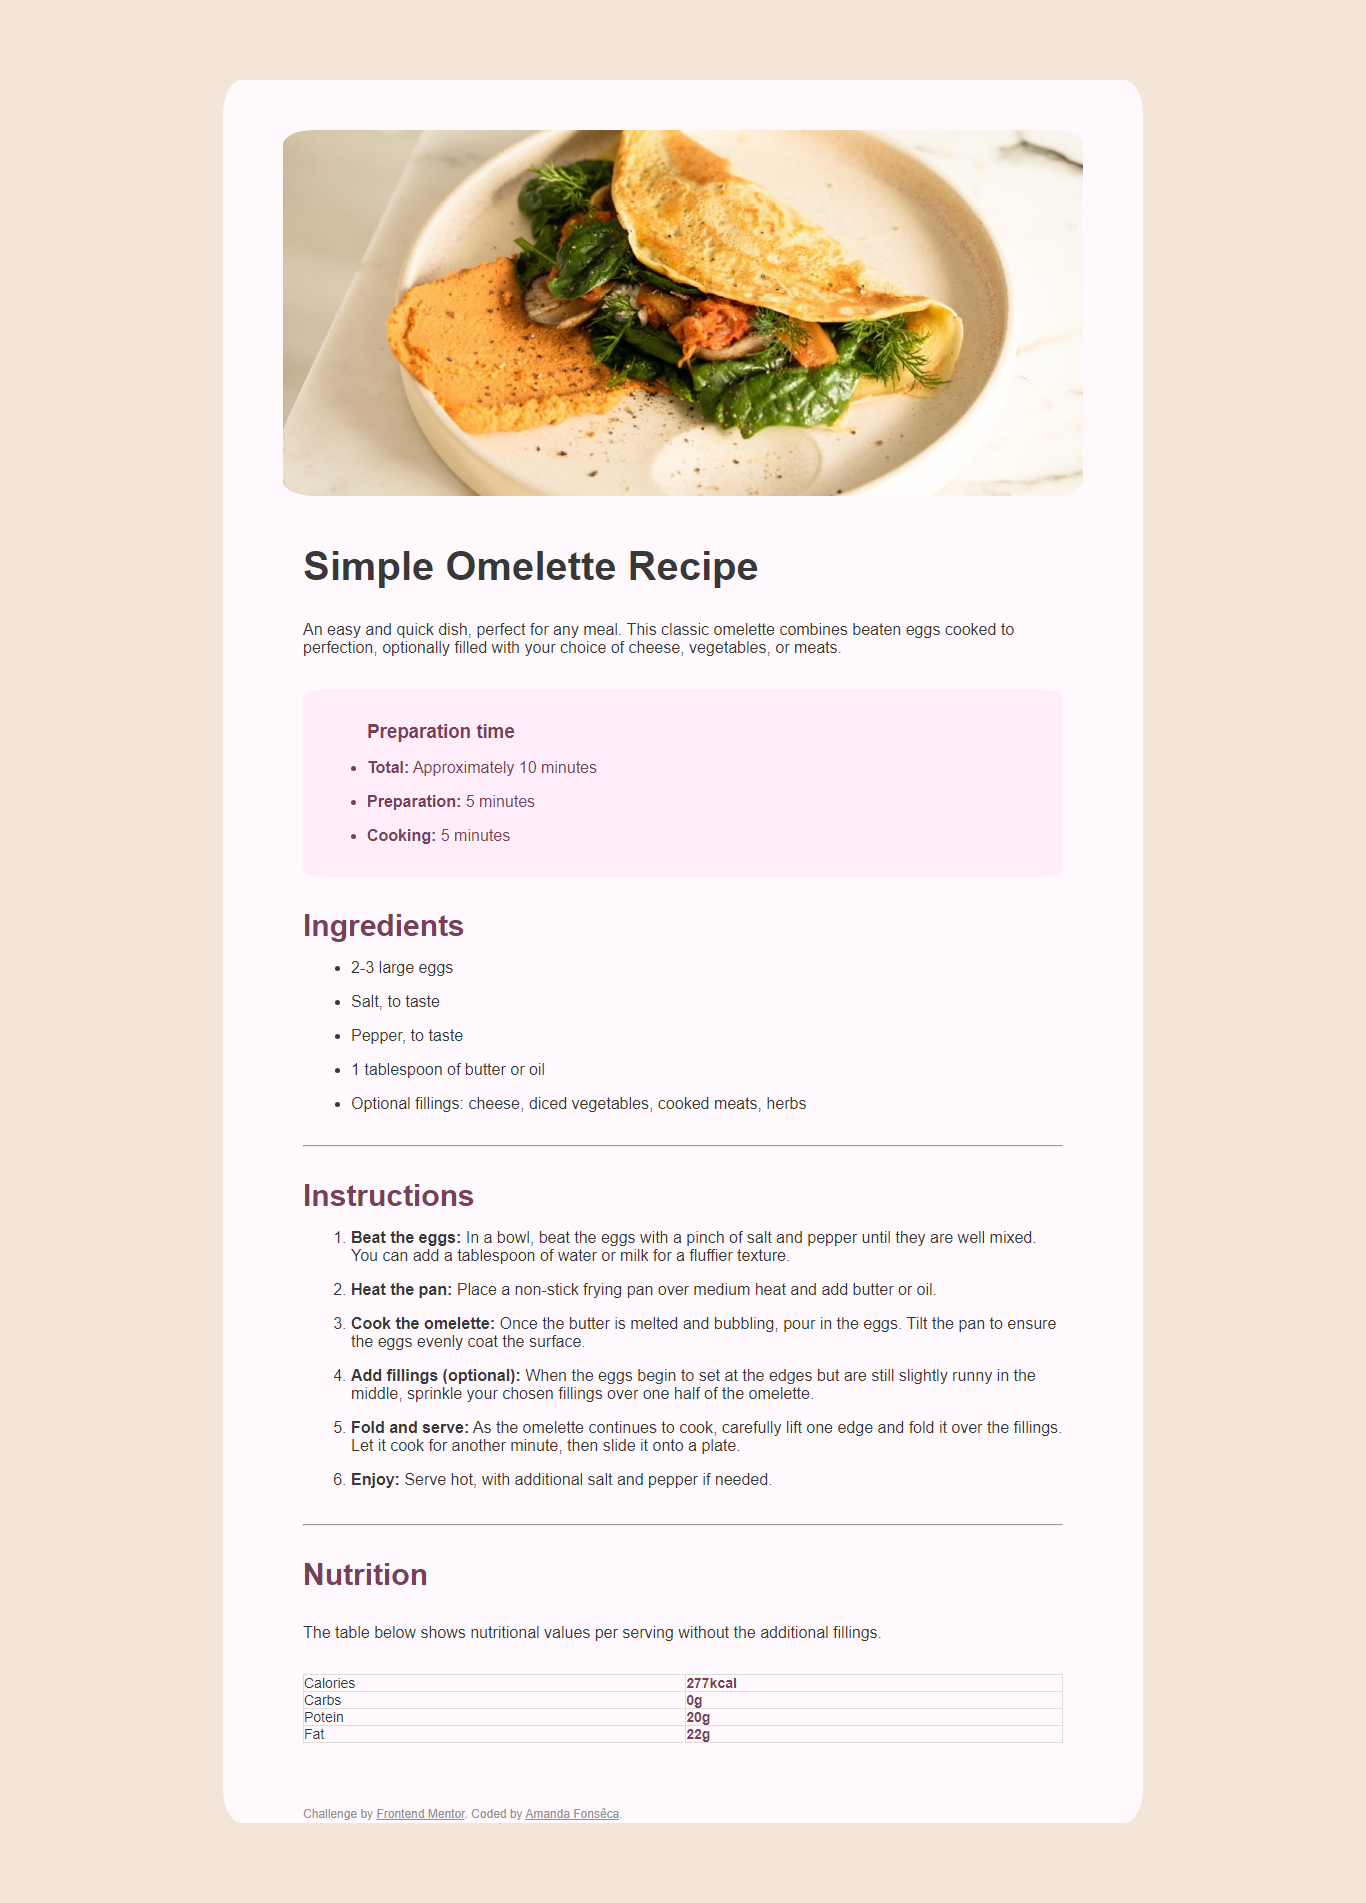 Simple Omelette Recipe
An easy and quick dish, perfect for any meal. This classic omelette combines beaten eggs cooked to
perfection, optionally filled with your choice of cheese, vegetables, or meats.
Preparation time
• Total: Approximately 10 minutes
• Preparation: 5 minutes
• Cooking: 5 minutes
Ingredients
• 2-3 large eggs
• Salt, to taste
• Pepper, to taste
• 1 tablespoon of butter or oil
• Optional fillings: cheese, diced vegetables, cooked meats, herbs
Instructions
1. Beat the eggs: In a bowl, beat the eggs with a pinch of salt and pepper until they are well mixed.
You can add a tablespoon of water or milk for a fluffier texture.
2. Heat the pan: Place a non-stick frying pan over medium heat and add butter or oil.
3. Cook the omelette: Once the butter is melted and bubbling, pour in the eggs. Tilt the pan to ensure
the eggs evenly coat the surface.
4. Add fillings (optional): When the eggs begin to set at the edges but are still slightly runny in the
middle, sprinkle your chosen fillings over one half of the omelette.
5. Fold and serve: As the omelette continues to cook, carefully lift one edge and fold it over the fillings.
Let it cook for another minute, then slide it onto a plate.
6. Enjoy: Serve hot, with additional salt and pepper if needed.
Nutrition
The table below shows nutritional values per serving without the additional fillings.
Calories 277kcal
Carbs 0g
Potein 20g
Fat 22g
Challenge by Frontend Mentor. Coded by Amanda Fonsêca.